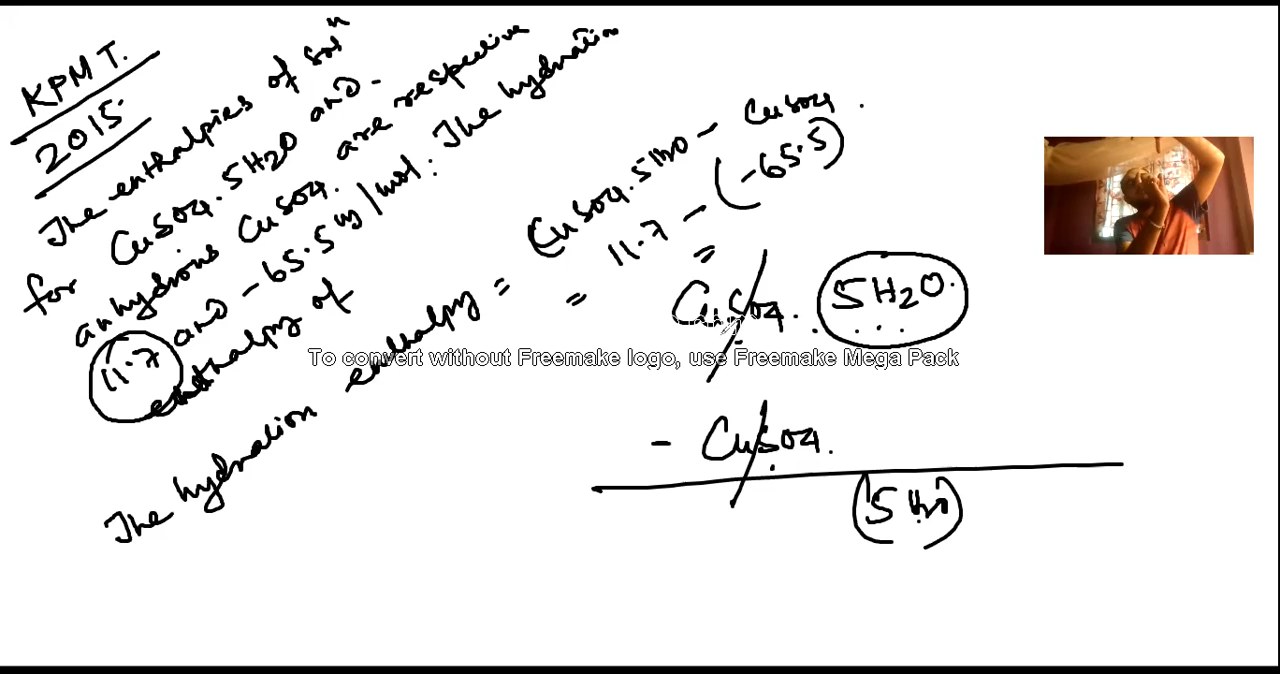 KPMT.
2015.
The enthalpies of solⁿ
for CuSO4.5H2O and-
anhydrous CuSO4. are respective
11.7 and -65.5 kJ/mol. The hydration
enthalpy of
The hydration enthalpy = CuSO4.5H2O - CuSO4.
= 11.7 - (-65.5)
=
CuSO4. 5H2O.
- CuSO4.
(5H2O)
To convert without Freemake logo, use Freemake Mega Pack